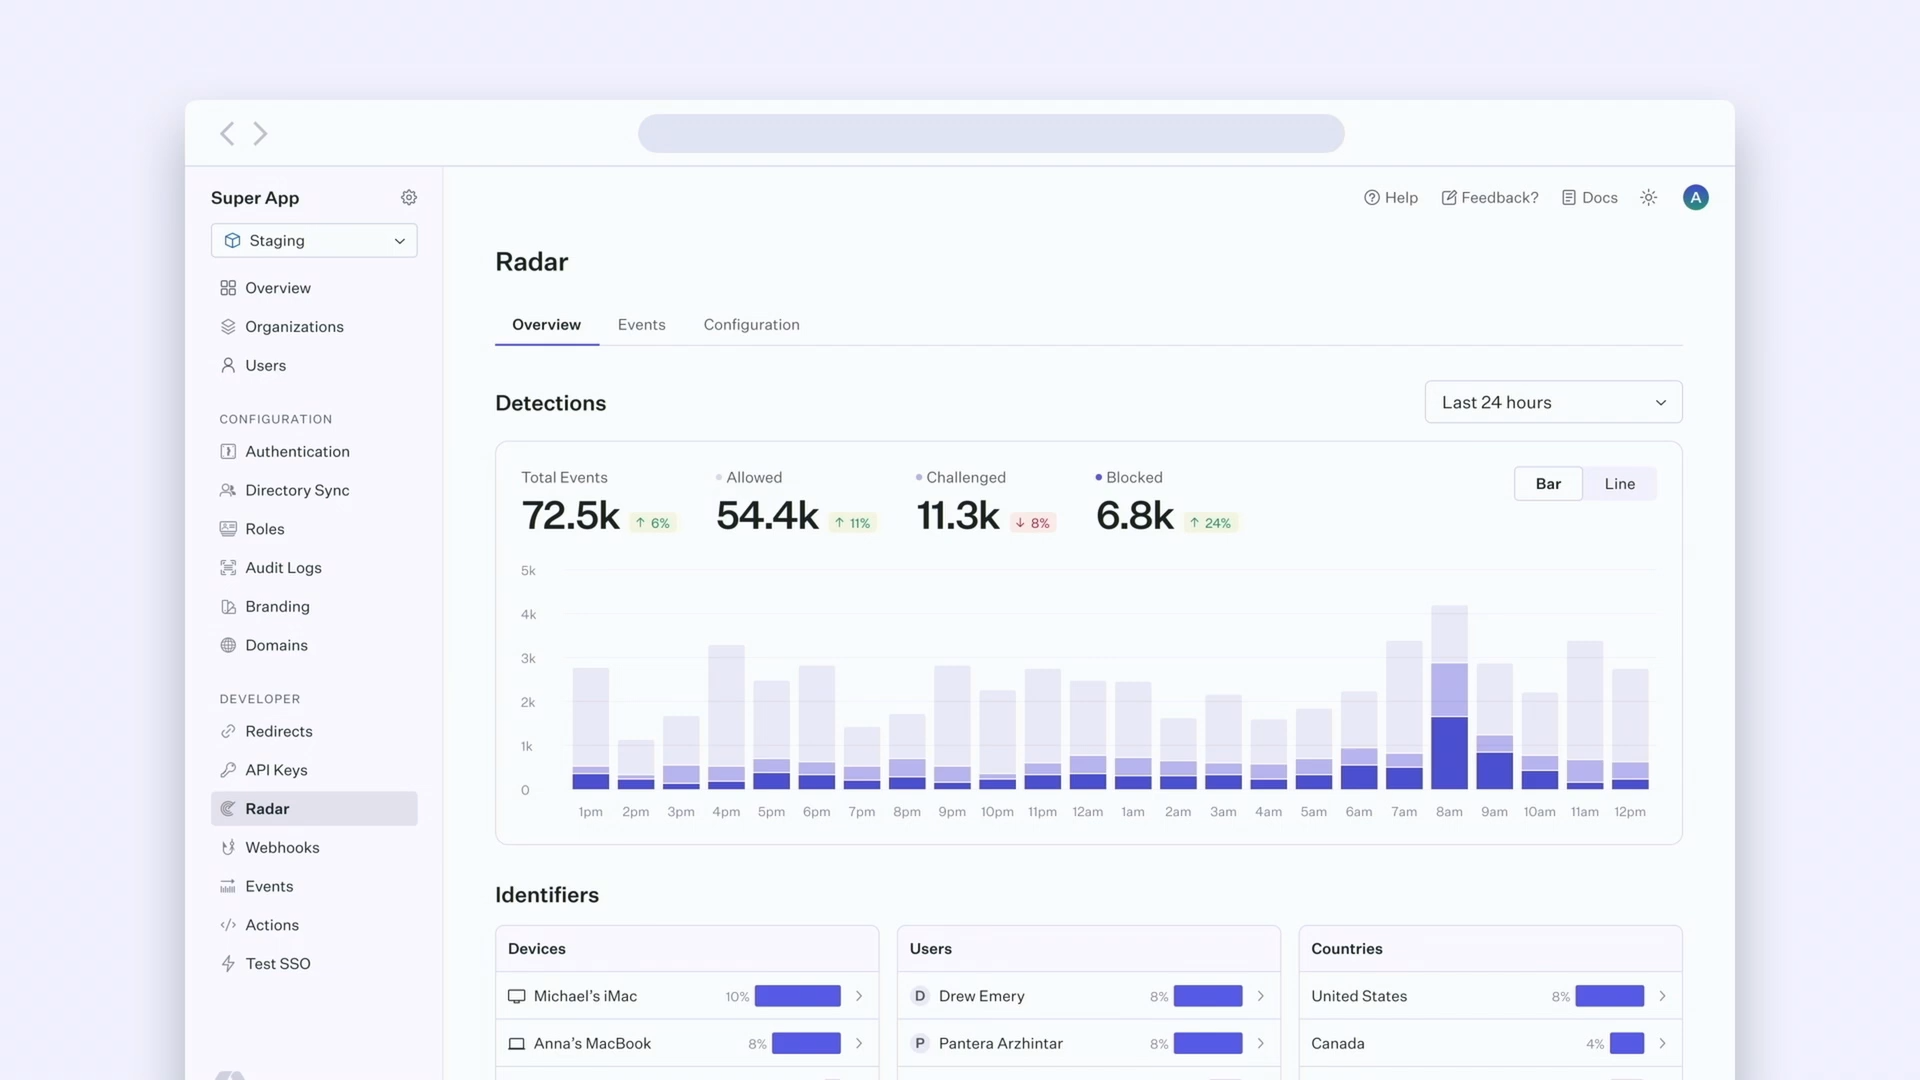 Super App
Staging
Overview
Organizations
Users
CONFIGURATION
Authentication
Directory Sync
Roles
Audit Logs
Branding
Domains
DEVELOPER
Redirects
API Keys
Radar
Webhooks
Events
Actions
Test SSO
Help Feedback? Docs A
Radar
Overview Events Configuration
Detections Last 24 hours
Total Events Allowed Challenged Blocked
72.5k ↑ 6% 54.4k ↑ 11% 11.3k ↓ 8% 6.8k ↑ 24%
Bar Line
5k
4k
3k
2k
1k
0
1pm 2pm 3pm 4pm 5pm 6pm 7pm 8pm 9pm 10pm 11pm 12am 1am 2am 3am 4am 5am 6am 7am 8am 9am 10am 11am 12pm
Identifiers
Devices
Michael’s iMac 10%
Anna’s MacBook 8%
Users
D Drew Emery 8%
P Pantera Arzhintar 8%
Countries
United States 8%
Canada 4%